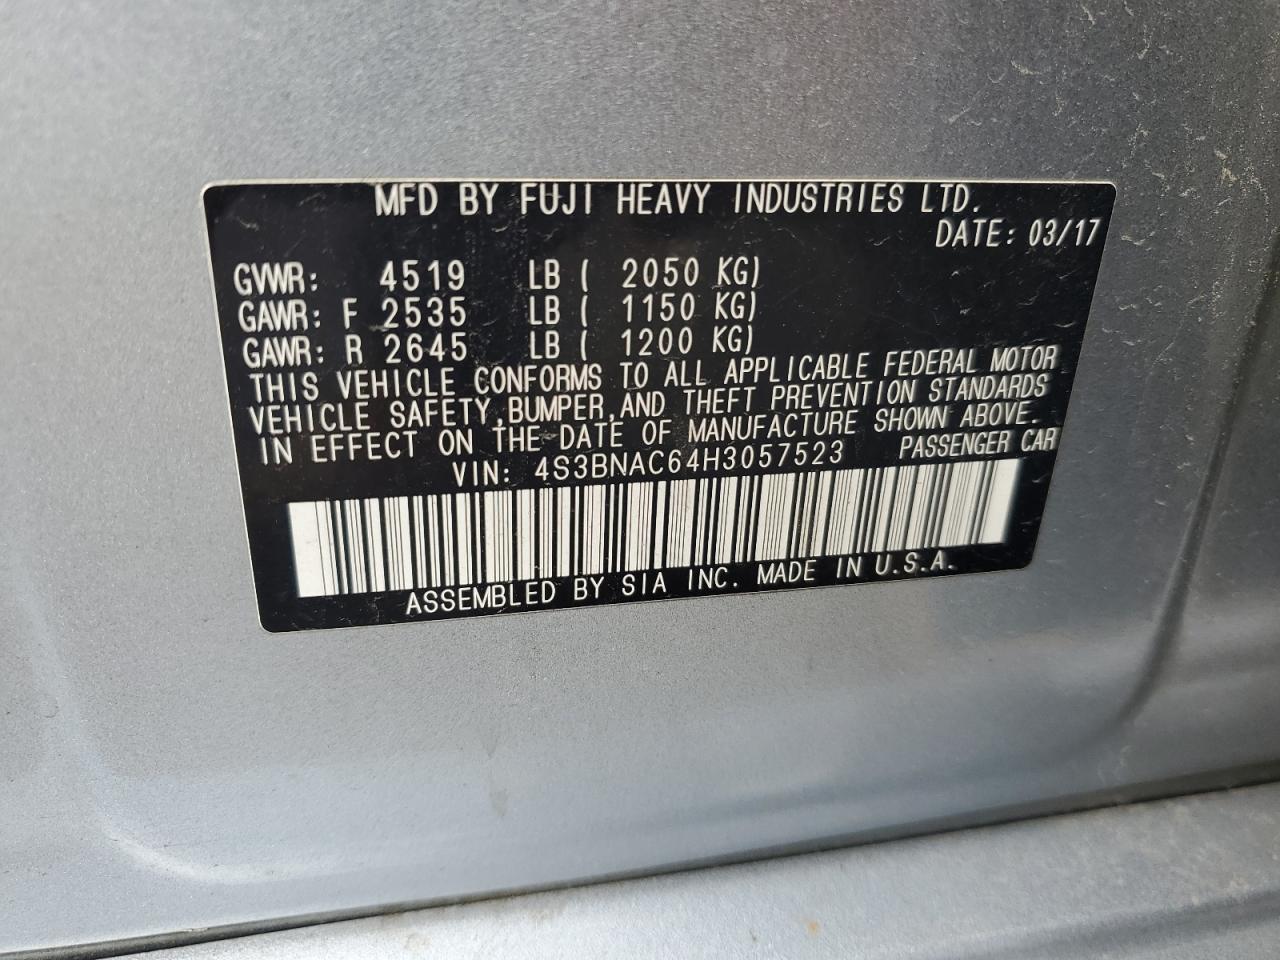 MFD BY FUJI HEAVY INDUSTRIES LTD.
DATE: 03/17
GVWR: 4519 LB ( 2050 KG)
GAWR: F 2535 LB ( 1150 KG)
GAWR: R 2645 LB ( 1200 KG)
THIS VEHICLE CONFORMS TO ALL APPLICABLE FEDERAL MOTOR
VEHICLE SAFETY, BUMPER, AND THEFT PREVENTION STANDARDS
IN EFFECT ON THE DATE OF MANUFACTURE SHOWN ABOVE.
VIN: 4S3BNAC64H3057523 PASSENGER CAR
ASSEMBLED BY SIA INC. MADE IN U.S.A.